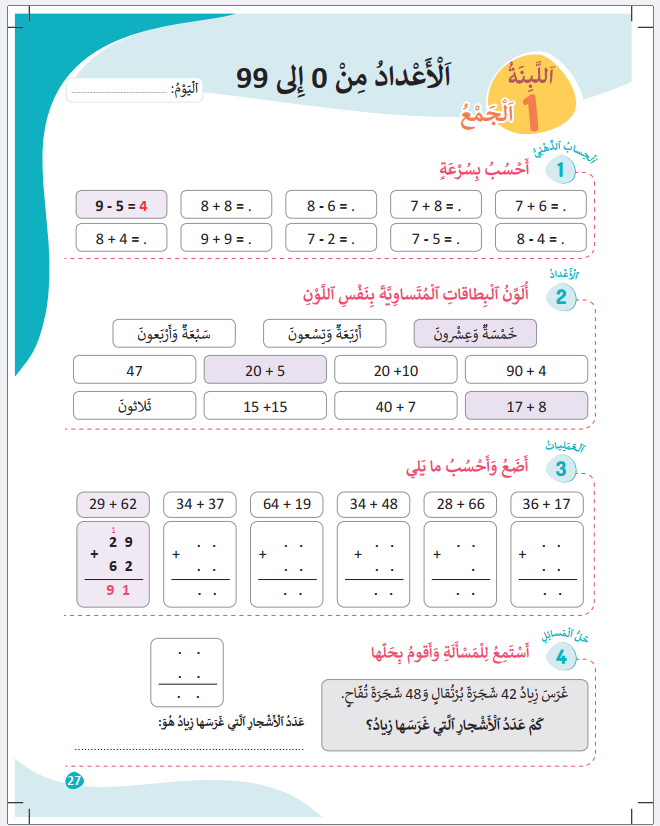 اَللَّبِنَةُ
1 اَلْجَمْعُ
اَلْأَعْدادُ مِنْ 0 إِلى 99
اَلْيَوْمُ: ........................
اَلْحِسابُ الذِّهْنِيُّ
1 أَحْسُبُ بِسُرْعَةٍ
7 + 6 = . 7 + 8 = . 8 - 6 = . 8 + 8 = . 9 - 5 = 4
8 - 4 = . 7 - 5 = . 7 - 2 = . 9 + 9 = . 8 + 4 = .
اَلْأَعْدادُ
2 أُلَوِّنُ الْبِطاقاتِ الْمُتَساوِيَّةَ بِنَفْسِ اللَّوْنِ
خَمْسَةٌ وَعِشْرونَ أَرْبَعَةٌ وَتِسْعونَ سَبْعَةٌ وَأَرْبَعونَ
90 + 4 20 +10 20 + 5 47
17 + 8 40 + 7 15 +15 ثَلاثونَ
اَلْعَمَلِيّاتُ
3 أَضَعُ وَأَحْسُبُ ما يَلي
36 + 17 28 + 66 34 + 48 64 + 19 34 + 37 29 + 62
1
. . . . . . . . . . 2 9
+ + + + + +
. . . . . . . . . 6 2
. . . . . . . . . . 9 1
حَلُّ الْمَسائِلِ
4 أَسْتَمِعُ لِلْمَسْأَلَةِ وَأَقومُ بِحَلِّها
غَرَسَ زِيادُ 42 شَجَرَةَ بُرْتُقالٍ وَ48 شَجَرَةَ تُفّاحٍ.
كَمْ عَدَدُ الْأَشْجارِ الَّتي غَرَسَها زِيادُ؟
. .
. .
. .
عَدَدُ الْأَشْجارِ الَّتي غَرَسَها زِيادُ هُوَ:
........................................
27